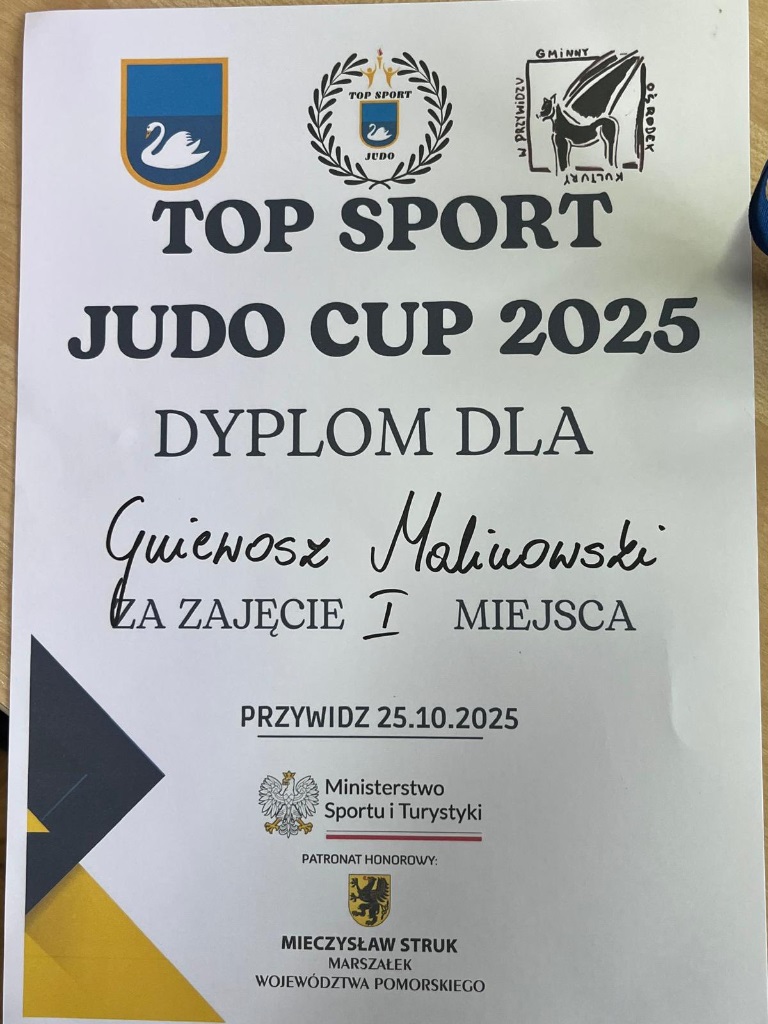 TOP SPORT
JUDO
GMINNY
OŚRODEK
KULTURY
W PRZYWIDZU
TOP SPORT
JUDO CUP 2025
DYPLOM DLA
Gniewosz Malinowski
ZA ZAJĘCIE I MIEJSCA
PRZYWIDZ 25.10.2025
Ministerstwo
Sportu i Turystyki
PATRONAT HONOROWY:
MIECZYSŁAW STRUK
MARSZAŁEK
WOJEWÓDZTWA POMORSKIEGO